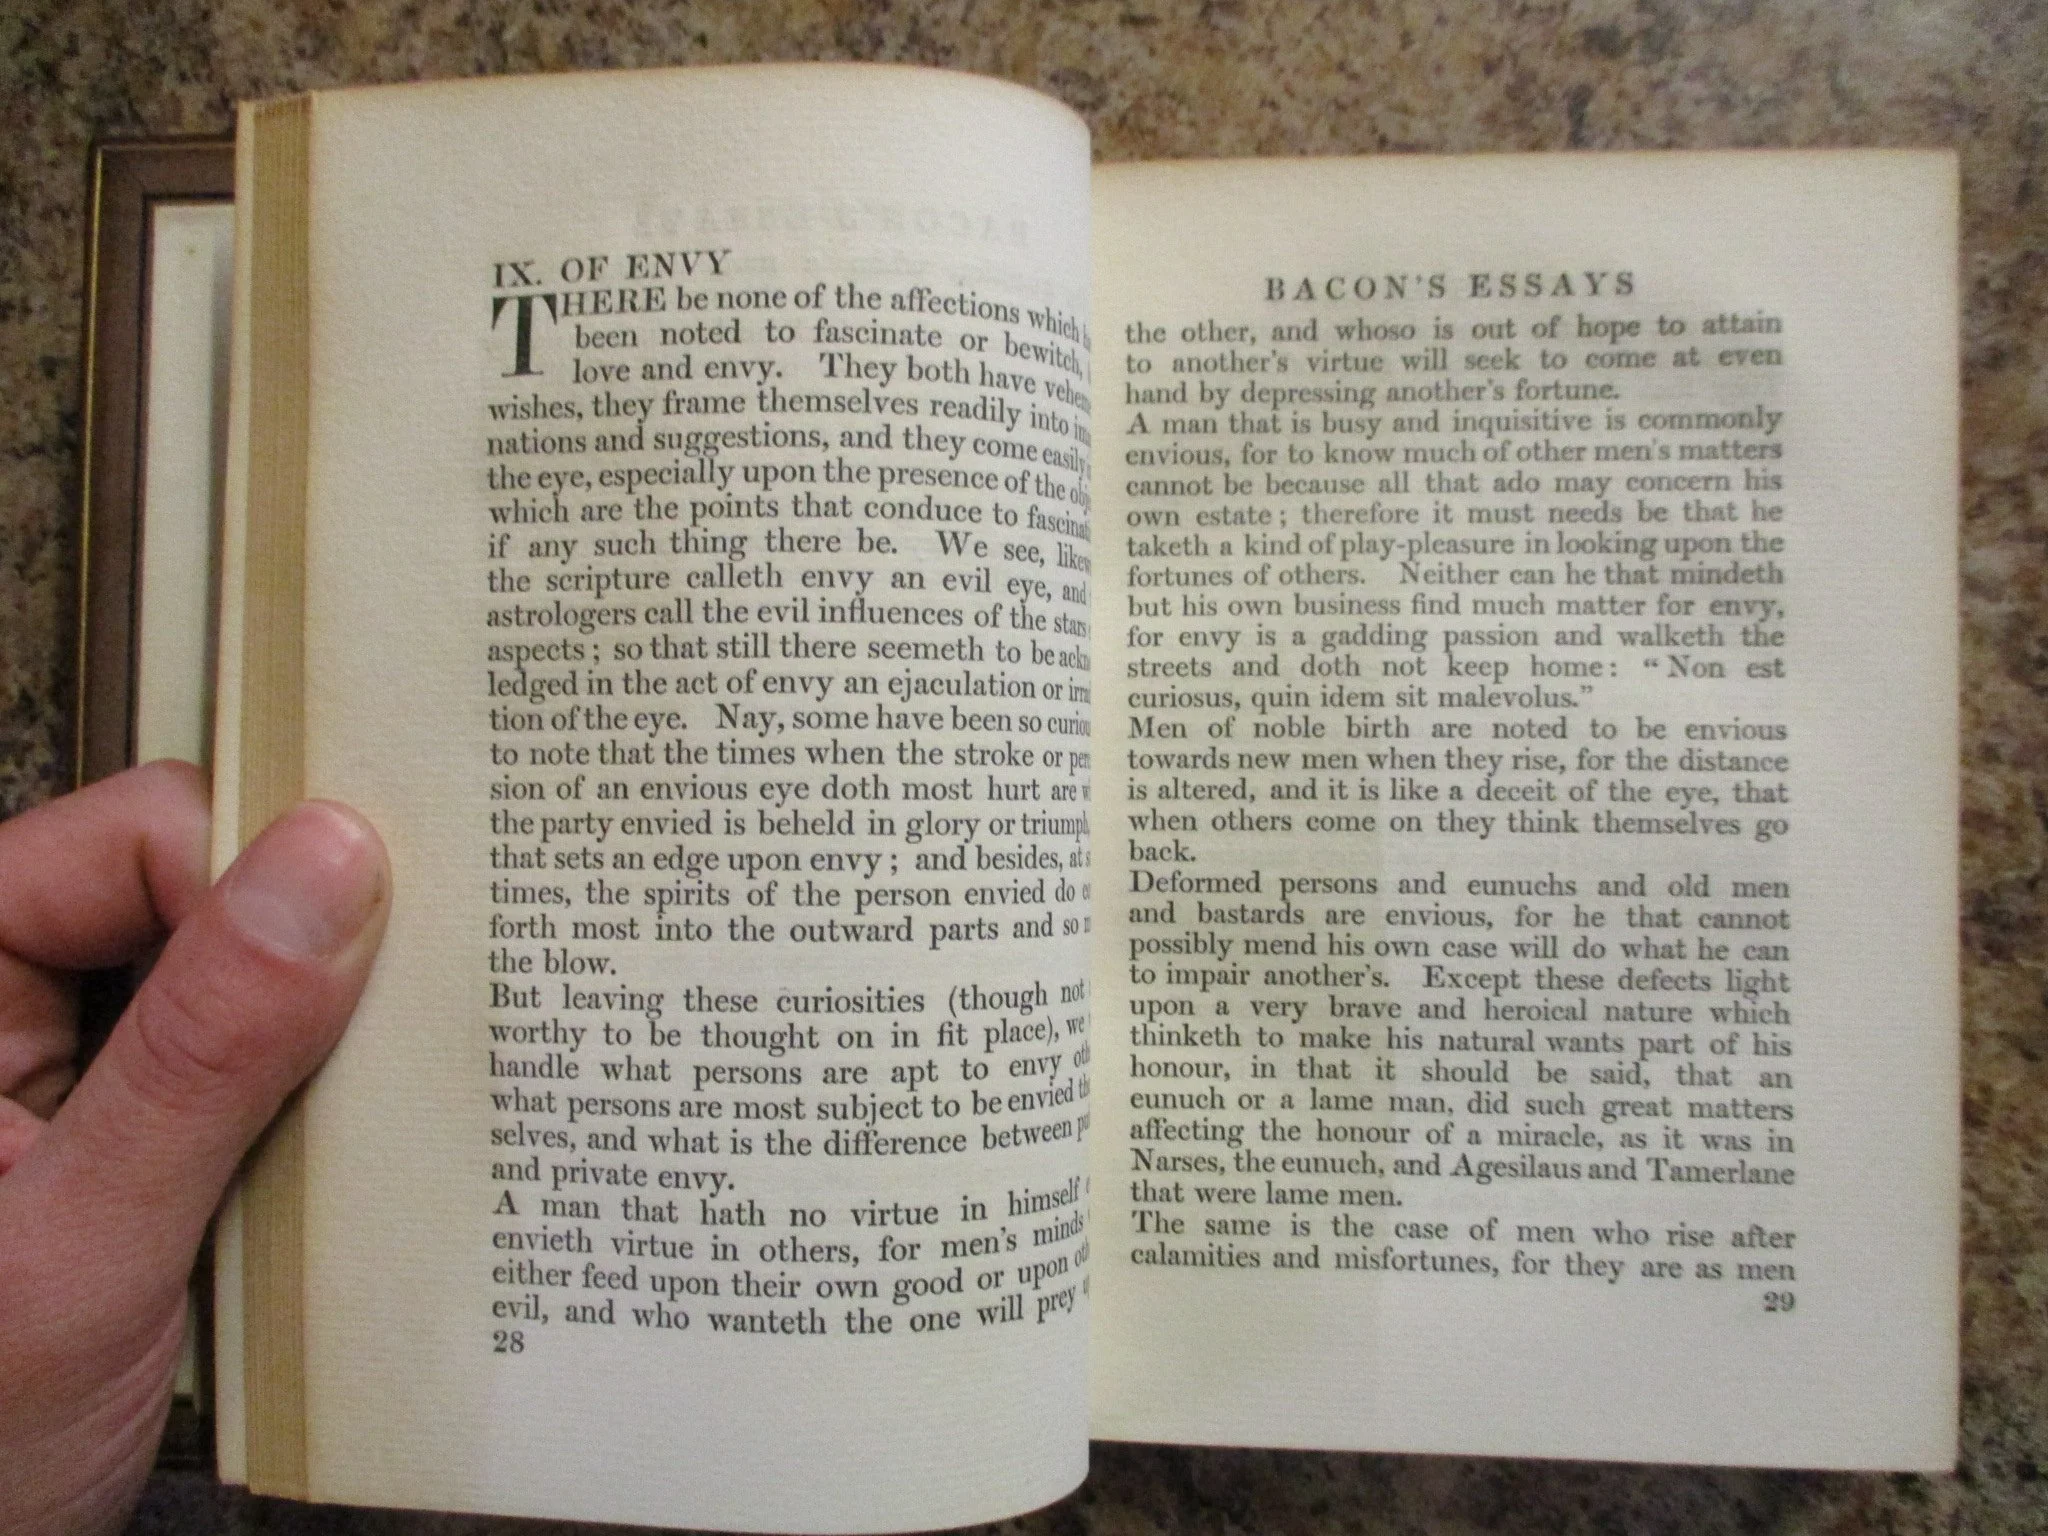 IX. OF ENVY
THERE be none of the affections which
been noted to fascinate or bewitch,
love and envy. They both have
wishes, they frame themselves readily into
nations and suggestions, and they come easily
the eye, especially upon the presence of the
which are the points that conduce to
if any such thing there be. We see,
the scripture calleth envy an evil eye, and
astrologers call the evil influences of the stars
aspects; so that still there seemeth to be
ledged in the act of envy an ejaculation or
tion of the eye. Nay, some have been so
to note that the times when the stroke or
sion of an envious eye doth most hurt are
the party envied is beheld in glory or
that sets an edge upon envy; and besides, at
times, the spirits of the person envied do
forth most into the outward parts and so
the blow.
But leaving these curiosities (though not
worthy to be thought on in fit place), we
handle what persons are apt to envy
what persons are most subject to be envied
selves, and what is the difference between
and private envy.
A man that hath no virtue in himself
envieth virtue in others, for men's minds
either feed upon their own good or upon
evil, and who wanteth the one will prey
28
BACON'S ESSAYS
the other, and whoso is out of hope to attain
to another's virtue will seek to come at even
hand by depressing another's fortune.
A man that is busy and inquisitive is commonly
envious, for to know much of other men's matters
cannot be because all that ado may concern his
own estate; therefore it must needs be that he
taketh a kind of play-pleasure in looking upon the
fortunes of others. Neither can he that mindeth
but his own business find much matter for envy,
for envy is a gadding passion and walketh the
streets and doth not keep home: "Non est
curiosus, quin idem sit malevolus."
Men of noble birth are noted to be envious
towards new men when they rise, for the distance
is altered, and it is like a deceit of the eye, that
when others come on they think themselves go
back.
Deformed persons and eunuchs and old men
and bastards are envious, for he that cannot
possibly mend his own case will do what he can
to impair another's. Except these defects light
upon a very brave and heroical nature which
thinketh to make his natural wants part of his
honour, in that it should be said, that an
eunuch or a lame man, did such great matters
affecting the honour of a miracle, as it was in
Narses, the eunuch, and Agesilaus and Tamerlane
that were lame men.
The same is the case of men who rise after
calamities and misfortunes, for they are as men
29